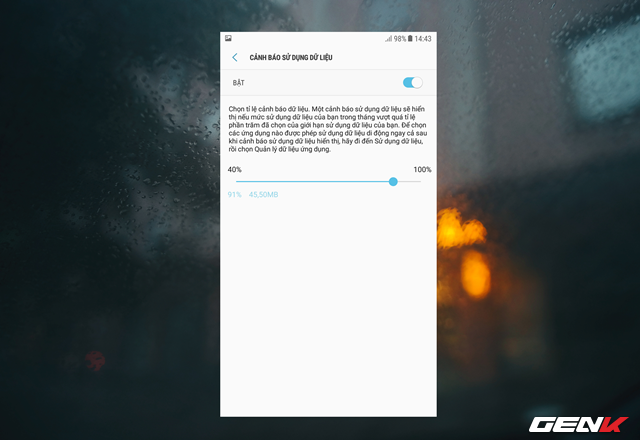 98% 14:43
CẢNH BÁO SỬ DỤNG DỮ LIỆU
BẬT
Chọn tỉ lệ cảnh báo dữ liệu. Một cảnh báo sử dụng dữ liệu sẽ hiển
thị nếu mức sử dụng dữ liệu của bạn trong tháng vượt quá tỉ lệ
phần trăm đã chọn của giới hạn sử dụng dữ liệu của bạn. Để chọn
các ứng dụng nào được phép sử dụng dữ liệu di động ngay cả sau
khi cảnh báo sử dụng dữ liệu hiển thị, hãy đi đến Sử dụng dữ liệu,
rồi chọn Quản lý dữ liệu ứng dụng.
40% 100%
91% 45,50MB
GENK